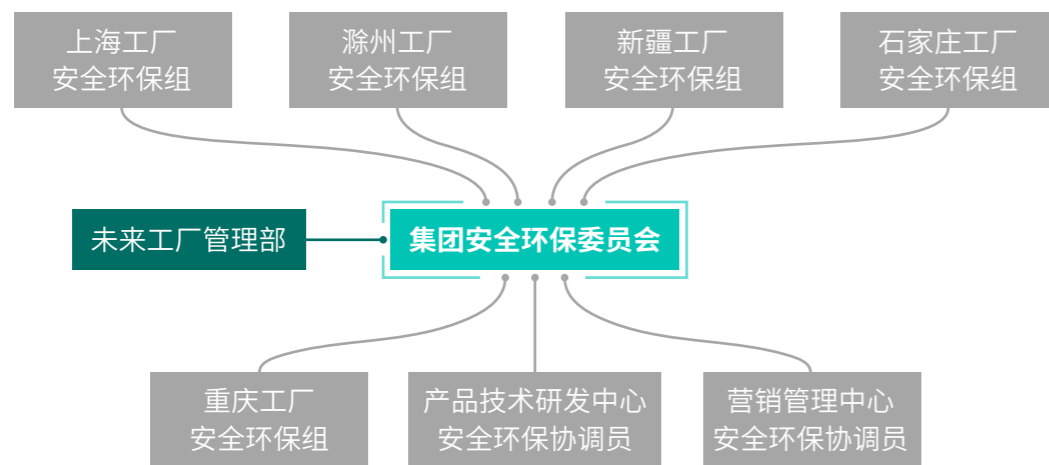 上海工厂
安全环保组
滁州工厂
安全环保组
新疆工厂
安全环保组
石家庄工厂
安全环保组
未来工厂管理部
集团安全环保委员会
重庆工厂
安全环保组
产品技术研发中心
安全环保协调员
营销管理中心
安全环保协调员